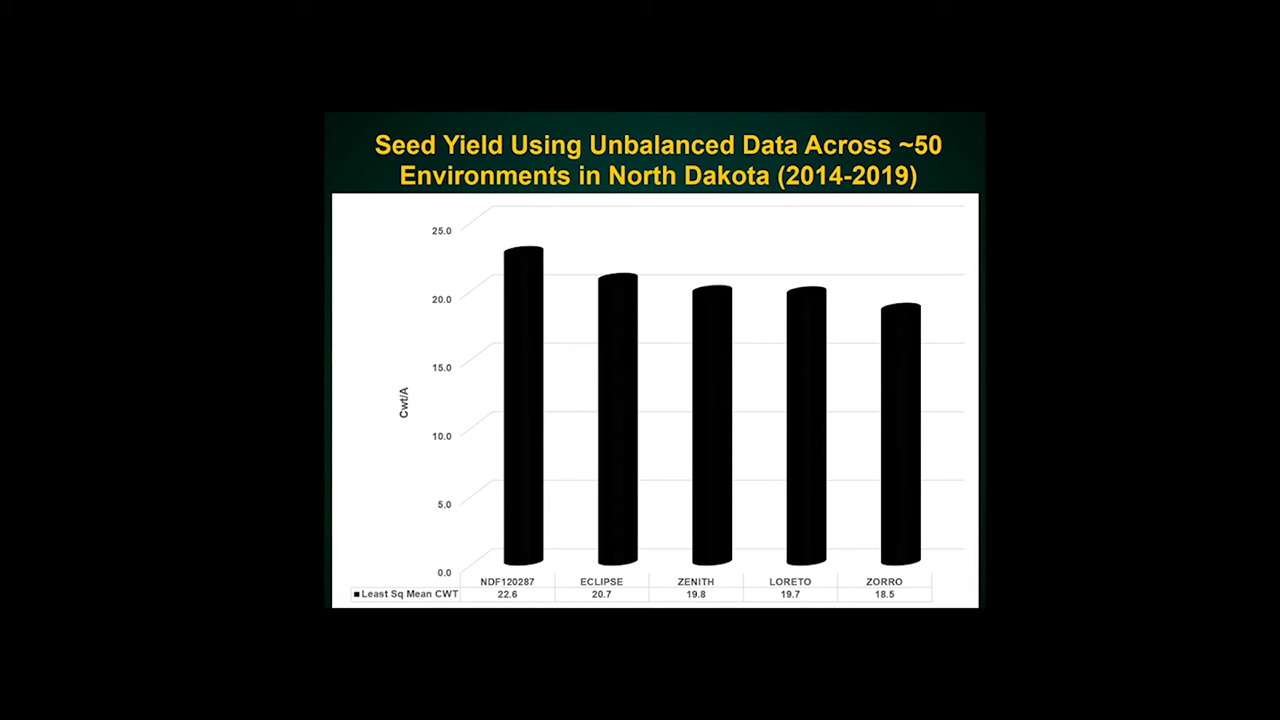 Seed Yield Using Unbalanced Data Across ~50
Environments in North Dakota (2014-2019)
25.0
20.0
15.0
10.0
5.0
0.0
Cwt/A
NDF120287 ECLIPSE ZENITH LORETO ZORRO
Least Sq Mean CWT 22.6 20.7 19.8 19.7 18.5